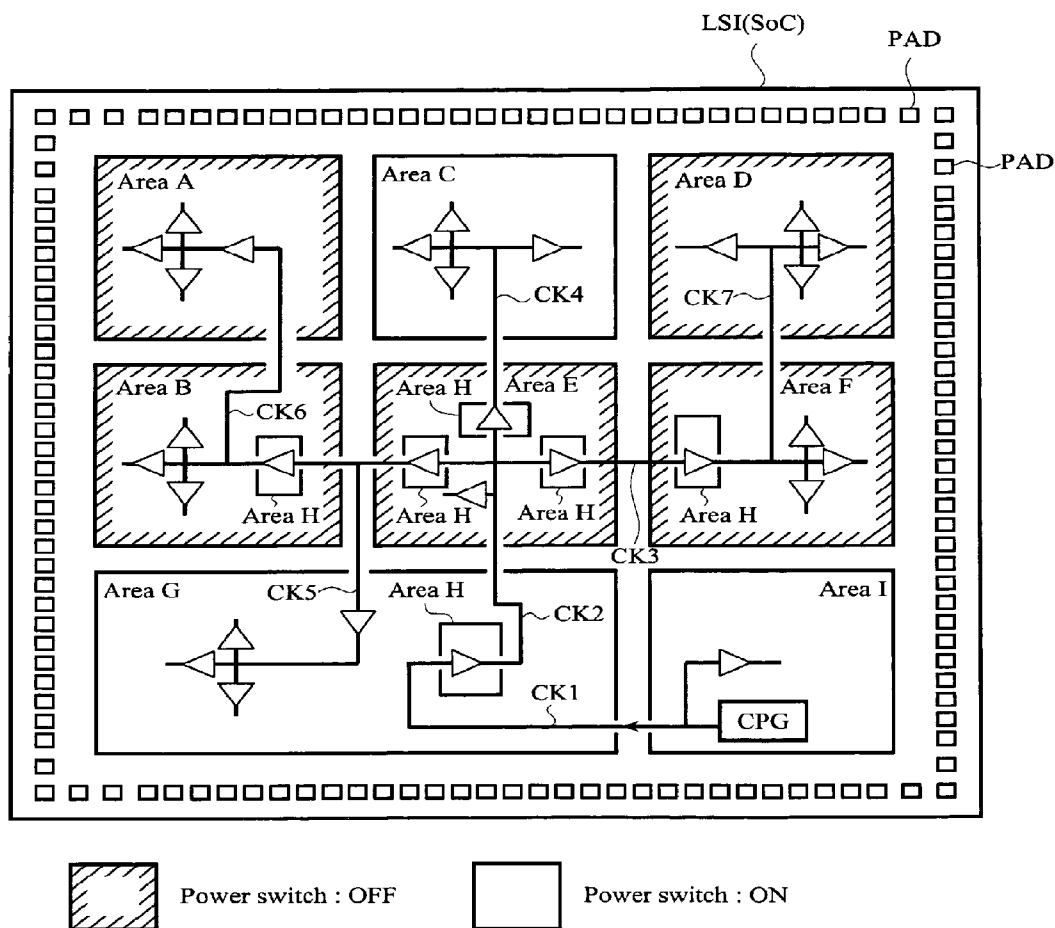 LSI(SoC)
PAD
PAD
Area A
Area C
Area D
CK4
CK7
Area B
Area H
Area E
Area F
CK6
Area H
Area H
Area H
Area H
CK3
Area G
CK5
Area H
Area I
CK2
CK1
CPG
Power switch : OFF
Power switch : ON